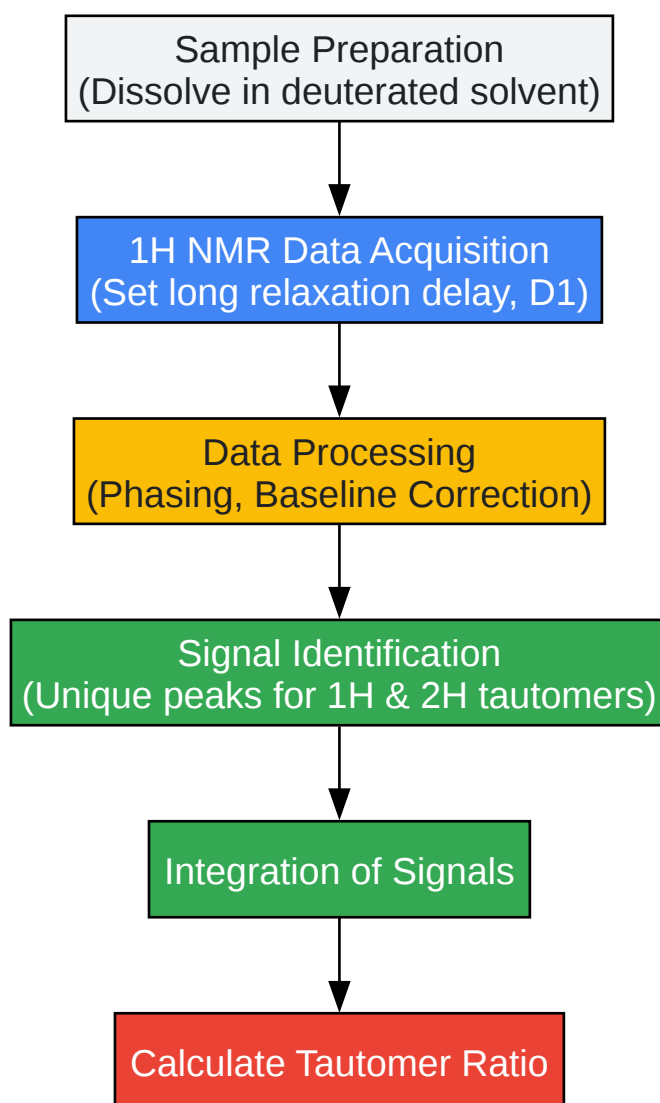 Sample Preparation
(Dissolve in deuterated solvent)
1H NMR Data Acquisition
(Set long relaxation delay, D1)
Data Processing
(Phasing, Baseline Correction)
Signal Identification
(Unique peaks for 1H & 2H tautomers)
Integration of Signals
Calculate Tautomer Ratio